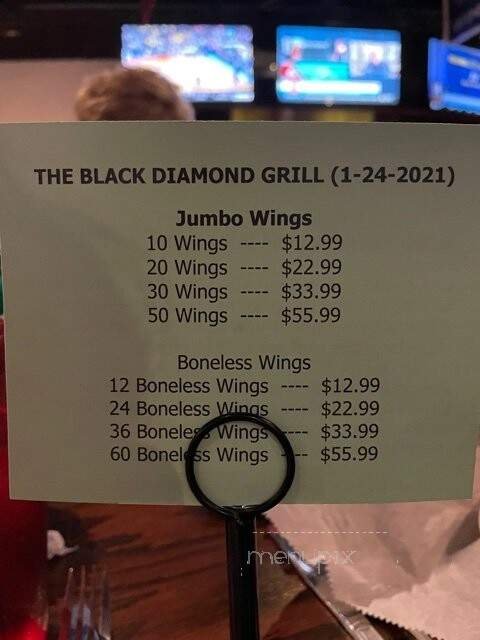 THE BLACK DIAMOND GRILL (1-24-2021)
Jumbo Wings
10 Wings ---- $12.99
20 Wings ---- $22.99
30 Wings ---- $33.99
50 Wings ---- $55.99
Boneless Wings
12 Boneless Wings ---- $12.99
24 Boneless Wings ---- $22.99
36 Boneless Wings ---- $33.99
60 Boneless Wings ---- $55.99
menupix